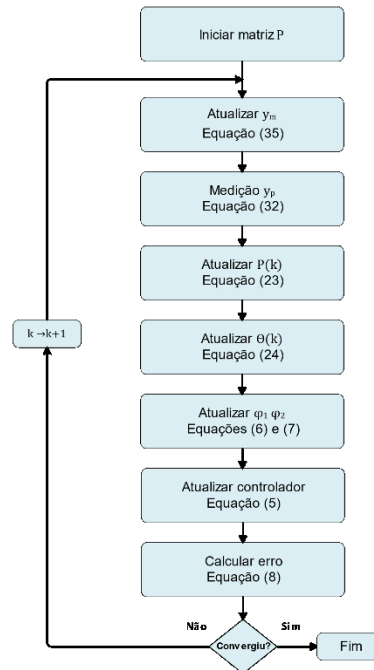 Iniciar matriz P
Atualizar yₘ
Equação (35)
Medição yₚ
Equação (32)
Atualizar P(k)
Equação (23)
k →k+1
Atualizar Θ(k)
Equação (24)
Atualizar φ₁ φ₂
Equações (6) e (7)
Atualizar controlador
Equação (5)
Calcular erro
Equação (8)
Não
Sim
Convergiu?
Fim